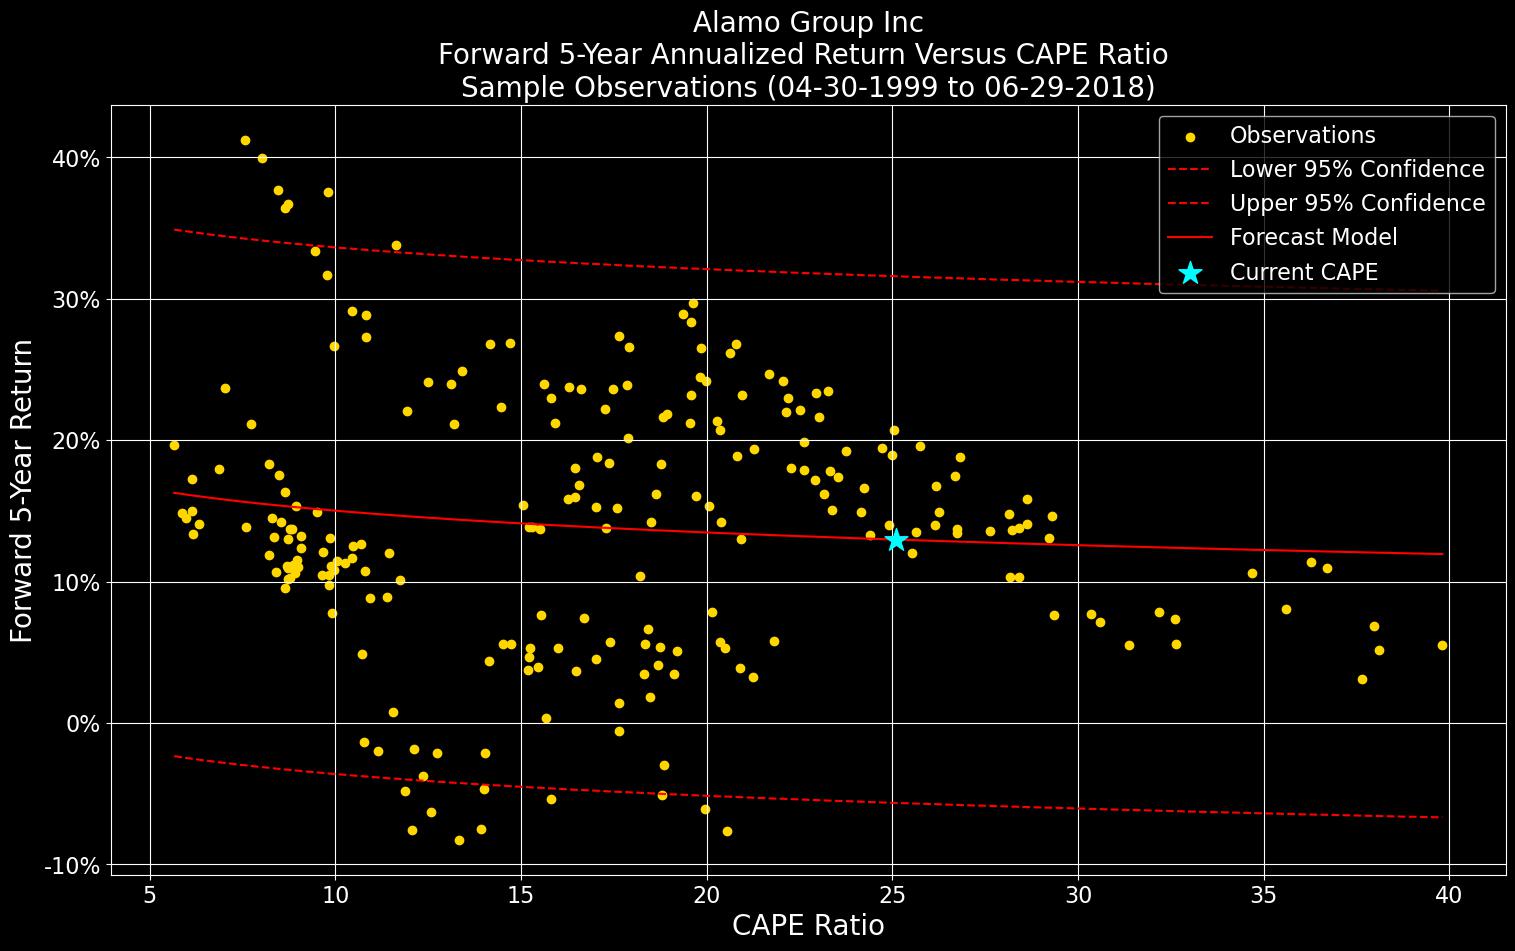 Alamo Group Inc
Forward 5-Year Annualized Return Versus CAPE Ratio
Sample Observations (04-30-1999 to 06-29-2018)
Observations
Lower 95% Confidence
Upper 95% Confidence
Forecast Model
Current CAPE
Forward 5-Year Return
40%
30%
20%
10%
0%
-10%
5 10 15 20 25 30 35 40
CAPE Ratio